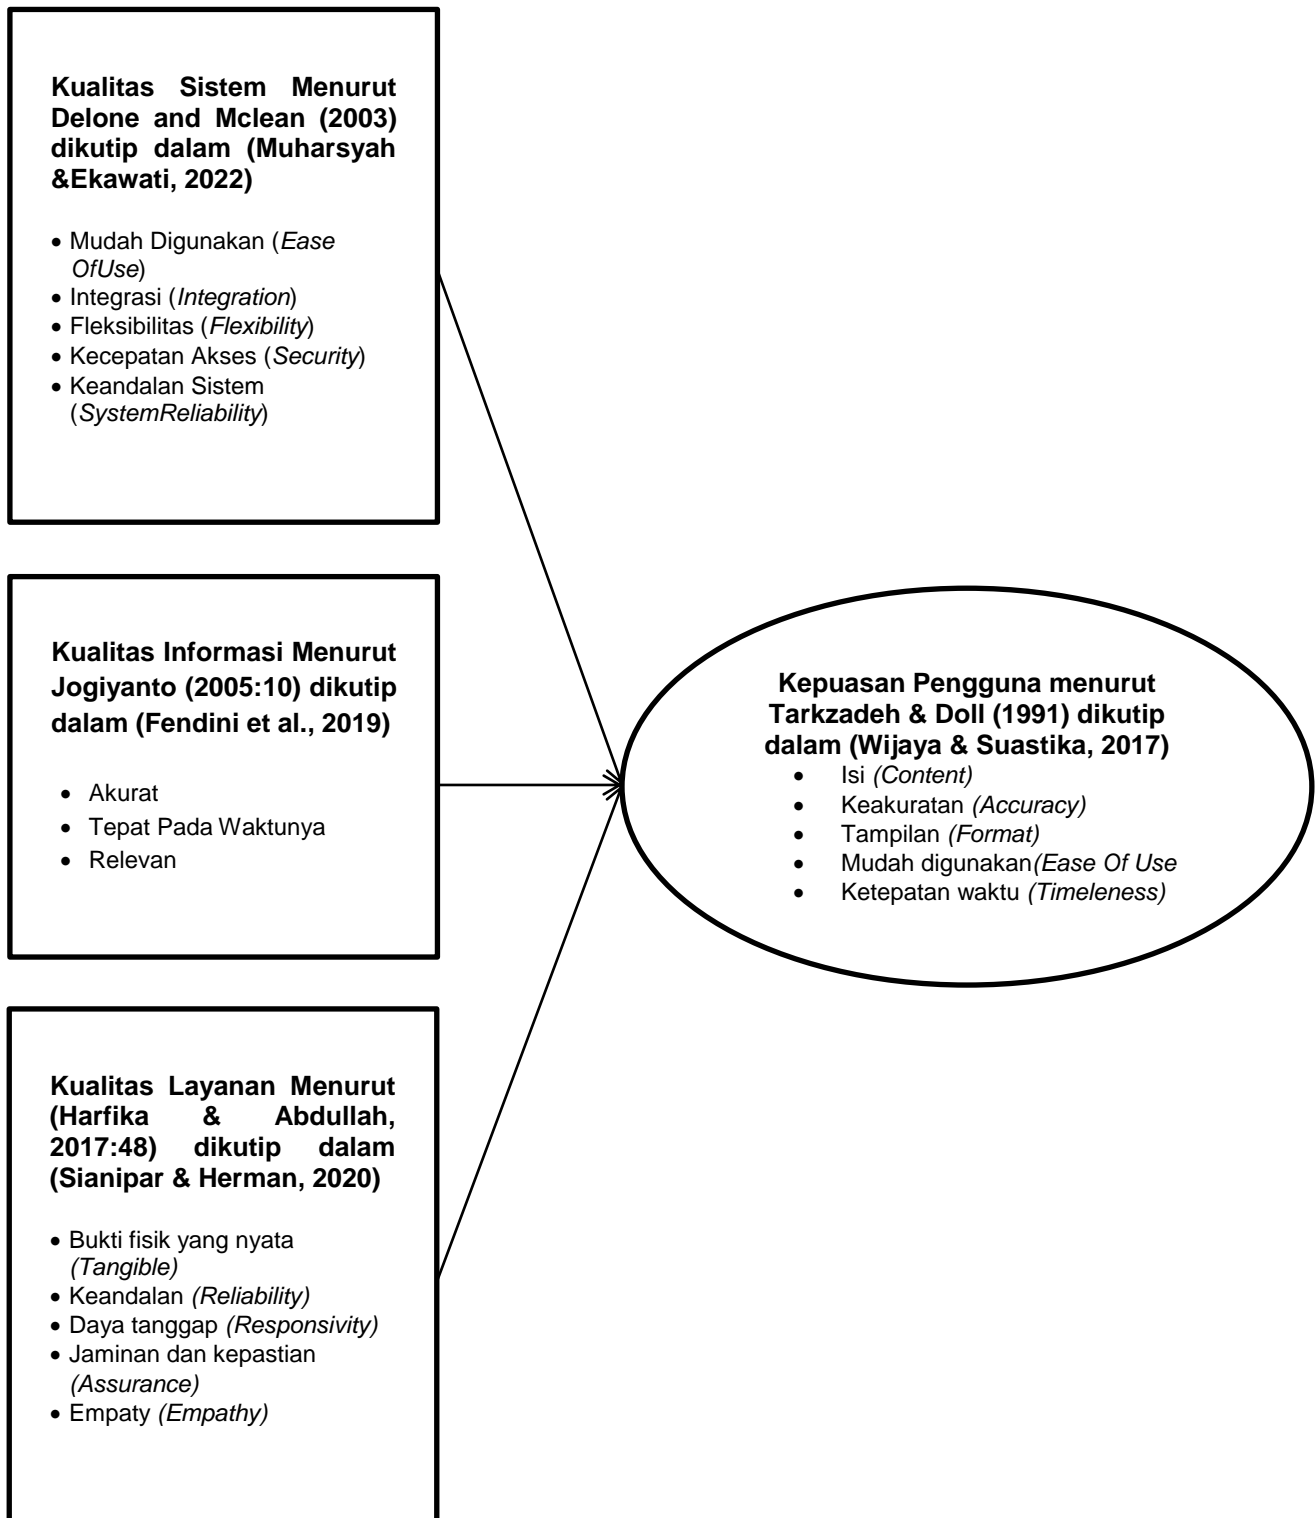 Kualitas Sistem Menurut
Delone and Mclean (2003)
dikutip dalam (Muharsyah
&Ekawati, 2022)
• Mudah Digunakan (Ease
OfUse)
• Integrasi (Integration)
• Fleksibilitas (Flexibility)
• Kecepatan Akses (Security)
• Keandalan Sistem
(SystemReliability)
Kualitas Informasi Menurut
Jogiyanto (2005:10) dikutip
dalam (Fendini et al., 2019)
• Akurat
• Tepat Pada Waktunya
• Relevan
Kualitas Layanan Menurut
(Harfika & Abdullah,
2017:48) dikutip dalam
(Sianipar & Herman, 2020)
• Bukti fisik yang nyata
(Tangible)
• Keandalan (Reliability)
• Daya tanggap (Responsivity)
• Jaminan dan kepastian
(Assurance)
• Empaty (Empathy)
Kepuasan Pengguna menurut
Tarkzadeh & Doll (1991) dikutip
dalam (Wijaya & Suastika, 2017)
• Isi (Content)
• Keakuratan (Accuracy)
• Tampilan (Format)
• Mudah digunakan(Ease Of Use
• Ketepatan waktu (Timeleness)